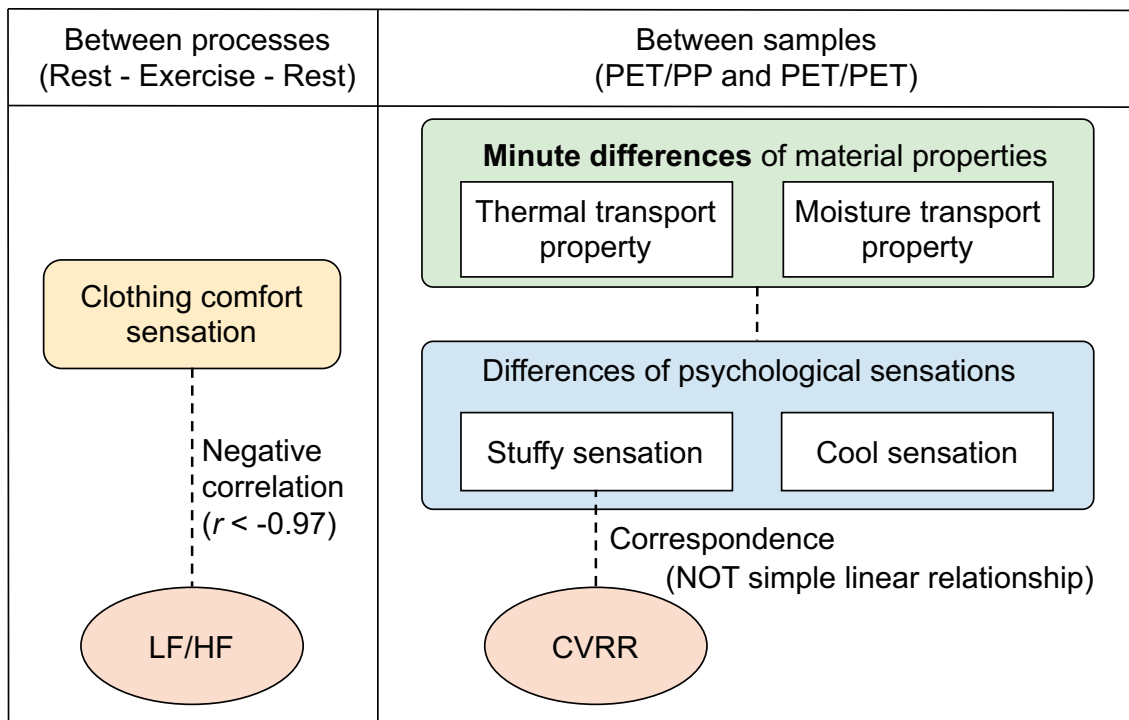 Between processes
(Rest - Exercise - Rest)
Between samples
(PET/PP and PET/PET)
Clothing comfort
sensation
Negative
correlation
(r < -0.97)
LF/HF
Minute differences of material properties
Thermal transport
property
Moisture transport
property
Differences of psychological sensations
Stuffy sensation
Cool sensation
Correspondence
(NOT simple linear relationship)
CVRR